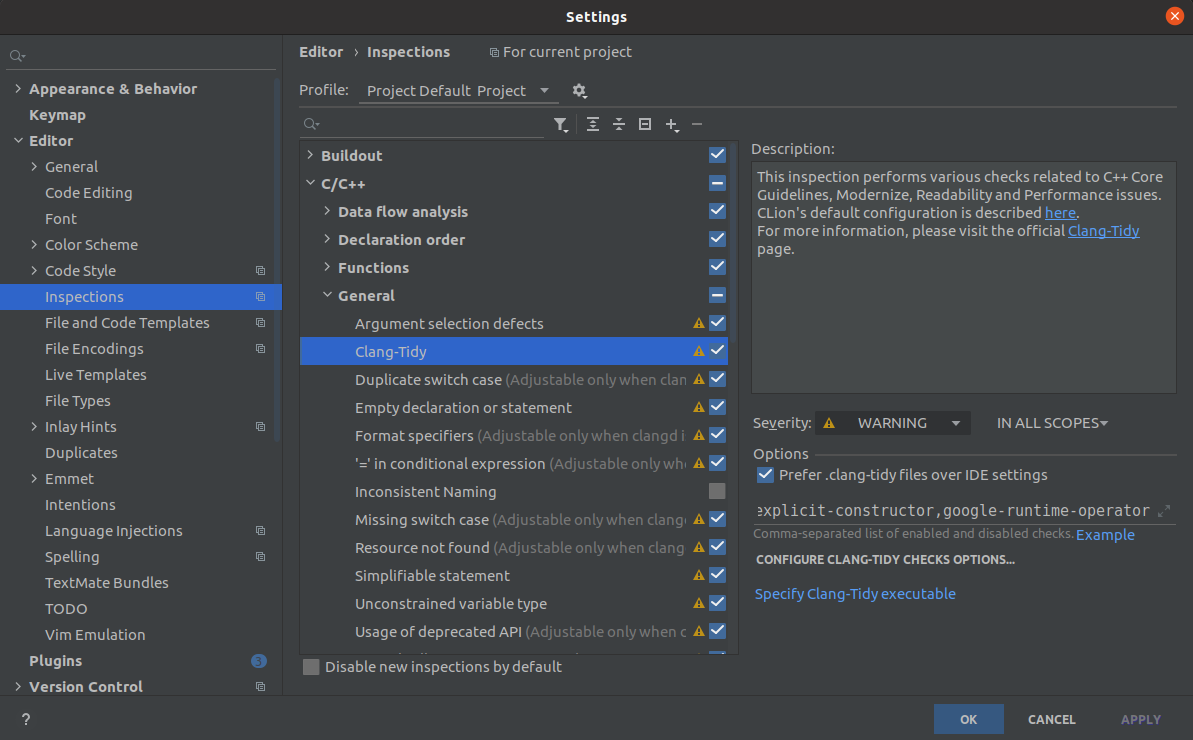 Settings
Appearance & Behavior
Keymap
Editor
General
Code Editing
Font
Color Scheme
Code Style
Inspections
File and Code Templates
File Encodings
Live Templates
File Types
Inlay Hints
Duplicates
Emmet
Intentions
Language Injections
Spelling
TextMate Bundles
TODO
Vim Emulation
Plugins 3
Version Control
?
Editor › Inspections For current project
Profile: Project Default Project
Buildout
C/C++
Data flow analysis
Declaration order
Functions
General
Argument selection defects
Clang-Tidy
Duplicate switch case (Adjustable only when clan
Empty declaration or statement
Format specifiers (Adjustable only when clangd i
'=' in conditional expression (Adjustable only whe
Inconsistent Naming
Missing switch case (Adjustable only when clang
Resource not found (Adjustable only when clang
Simplifiable statement
Unconstrained variable type
Usage of deprecated API (Adjustable only when c
Disable new inspections by default
Description:
This inspection performs various checks related to C++ Core
Guidelines, Modernize, Readability and Performance issues.
CLion's default configuration is described here.
For more information, please visit the official Clang-Tidy
page.
Severity: WARNING IN ALL SCOPES
Options
Prefer .clang-tidy files over IDE settings
explicit-constructor,google-runtime-operator
Comma-separated list of enabled and disabled checks. Example
CONFIGURE CLANG-TIDY CHECKS OPTIONS...
Specify Clang-Tidy executable
OK CANCEL APPLY